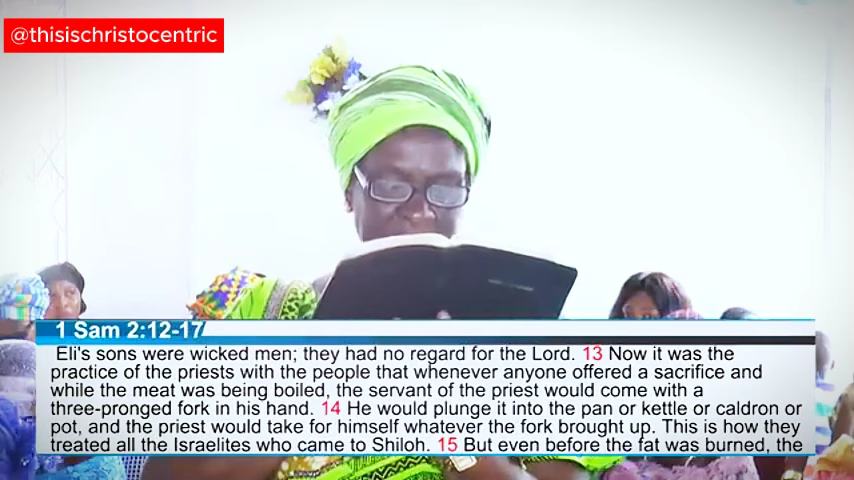 @thisischristocentric
1 Sam 2:12-17
Eli's sons were wicked men; they had no regard for the Lord. 13 Now it was the
practice of the priests with the people that whenever anyone offered a sacrifice and
while the meat was being boiled, the servant of the priest would come with a
three-pronged fork in his hand. 14 He would plunge it into the pan or kettle or caldron or
pot, and the priest would take for himself whatever the fork brought up. This is how they
treated all the Israelites who came to Shiloh. 15 But even before the fat was burned, the